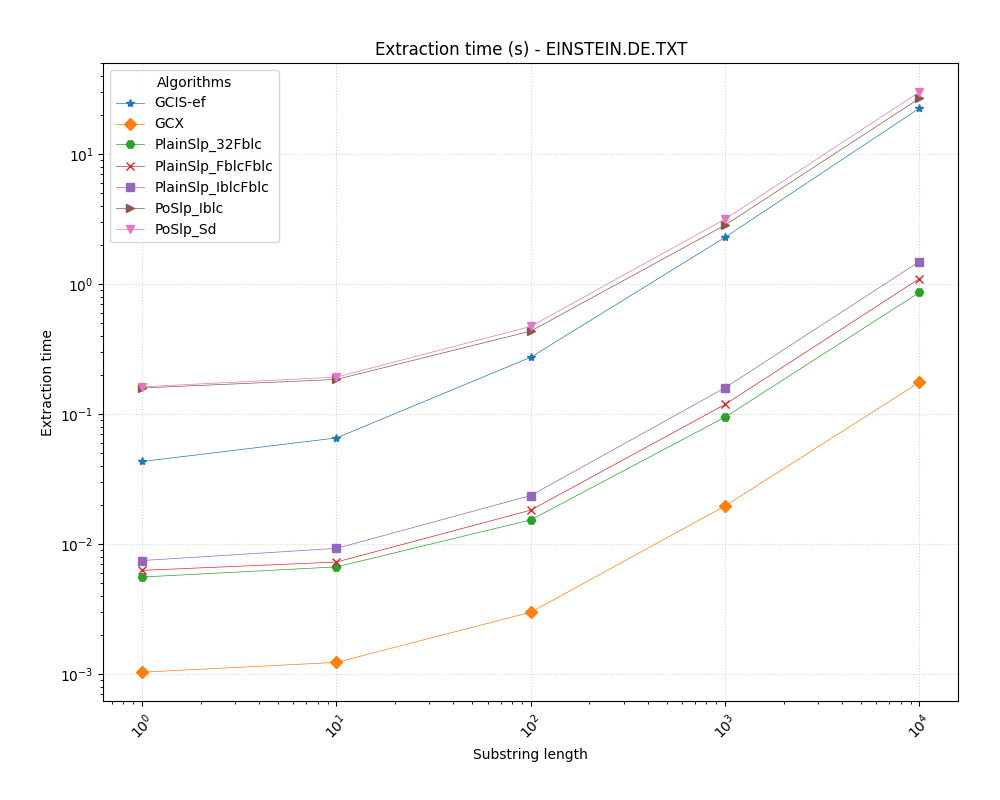 Extraction time (s) - EINSTEIN.DE.TXT
Algorithms
GCIS-ef
GCX
PlainSlp_32Fblc
PlainSlp_FblcFblc
PlainSlp_IblcFblc
PoSlp_Iblc
PoSlp_Sd
Extraction time
10¹
10⁰
10⁻¹
10⁻²
10⁻³
10⁰ 10¹ 10² 10³ 10⁴
Substring length